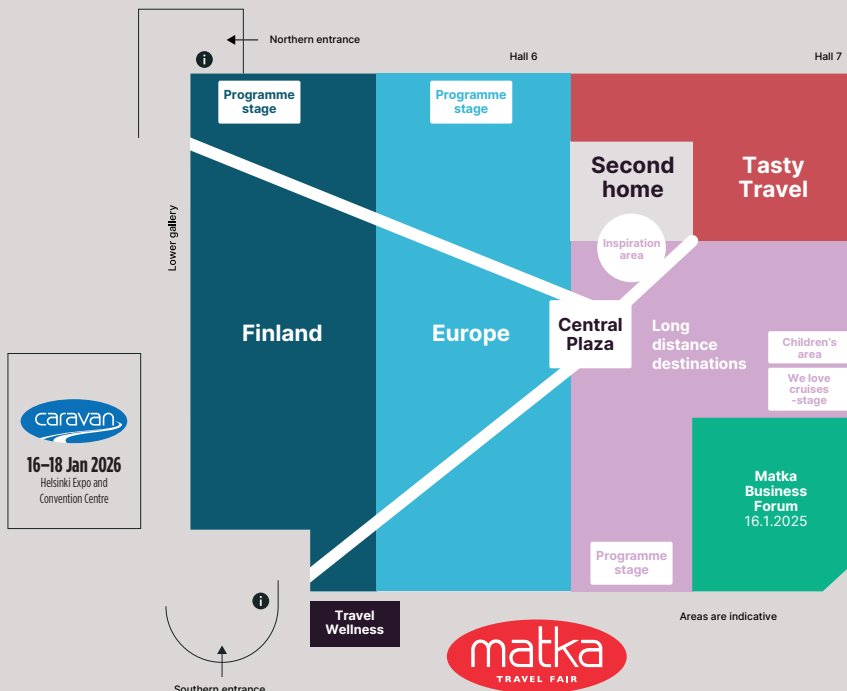 Northern entrance
Hall 6
Hall 7
i
Programme
stage
Programme
stage
Second
home
Tasty
Travel
Lower gallery
Inspiration
area
Finland
Europe
Central
Plaza
Long
distance
destinations
Children's
area
We love
cruises
-stage
caravan
16–18 Jan 2026
Helsinki Expo and
Convention Centre
Matka
Business
Forum
16.1.2025
Programme
stage
i
Travel
Wellness
Areas are indicative
matka
TRAVEL FAIR
Southern entrance